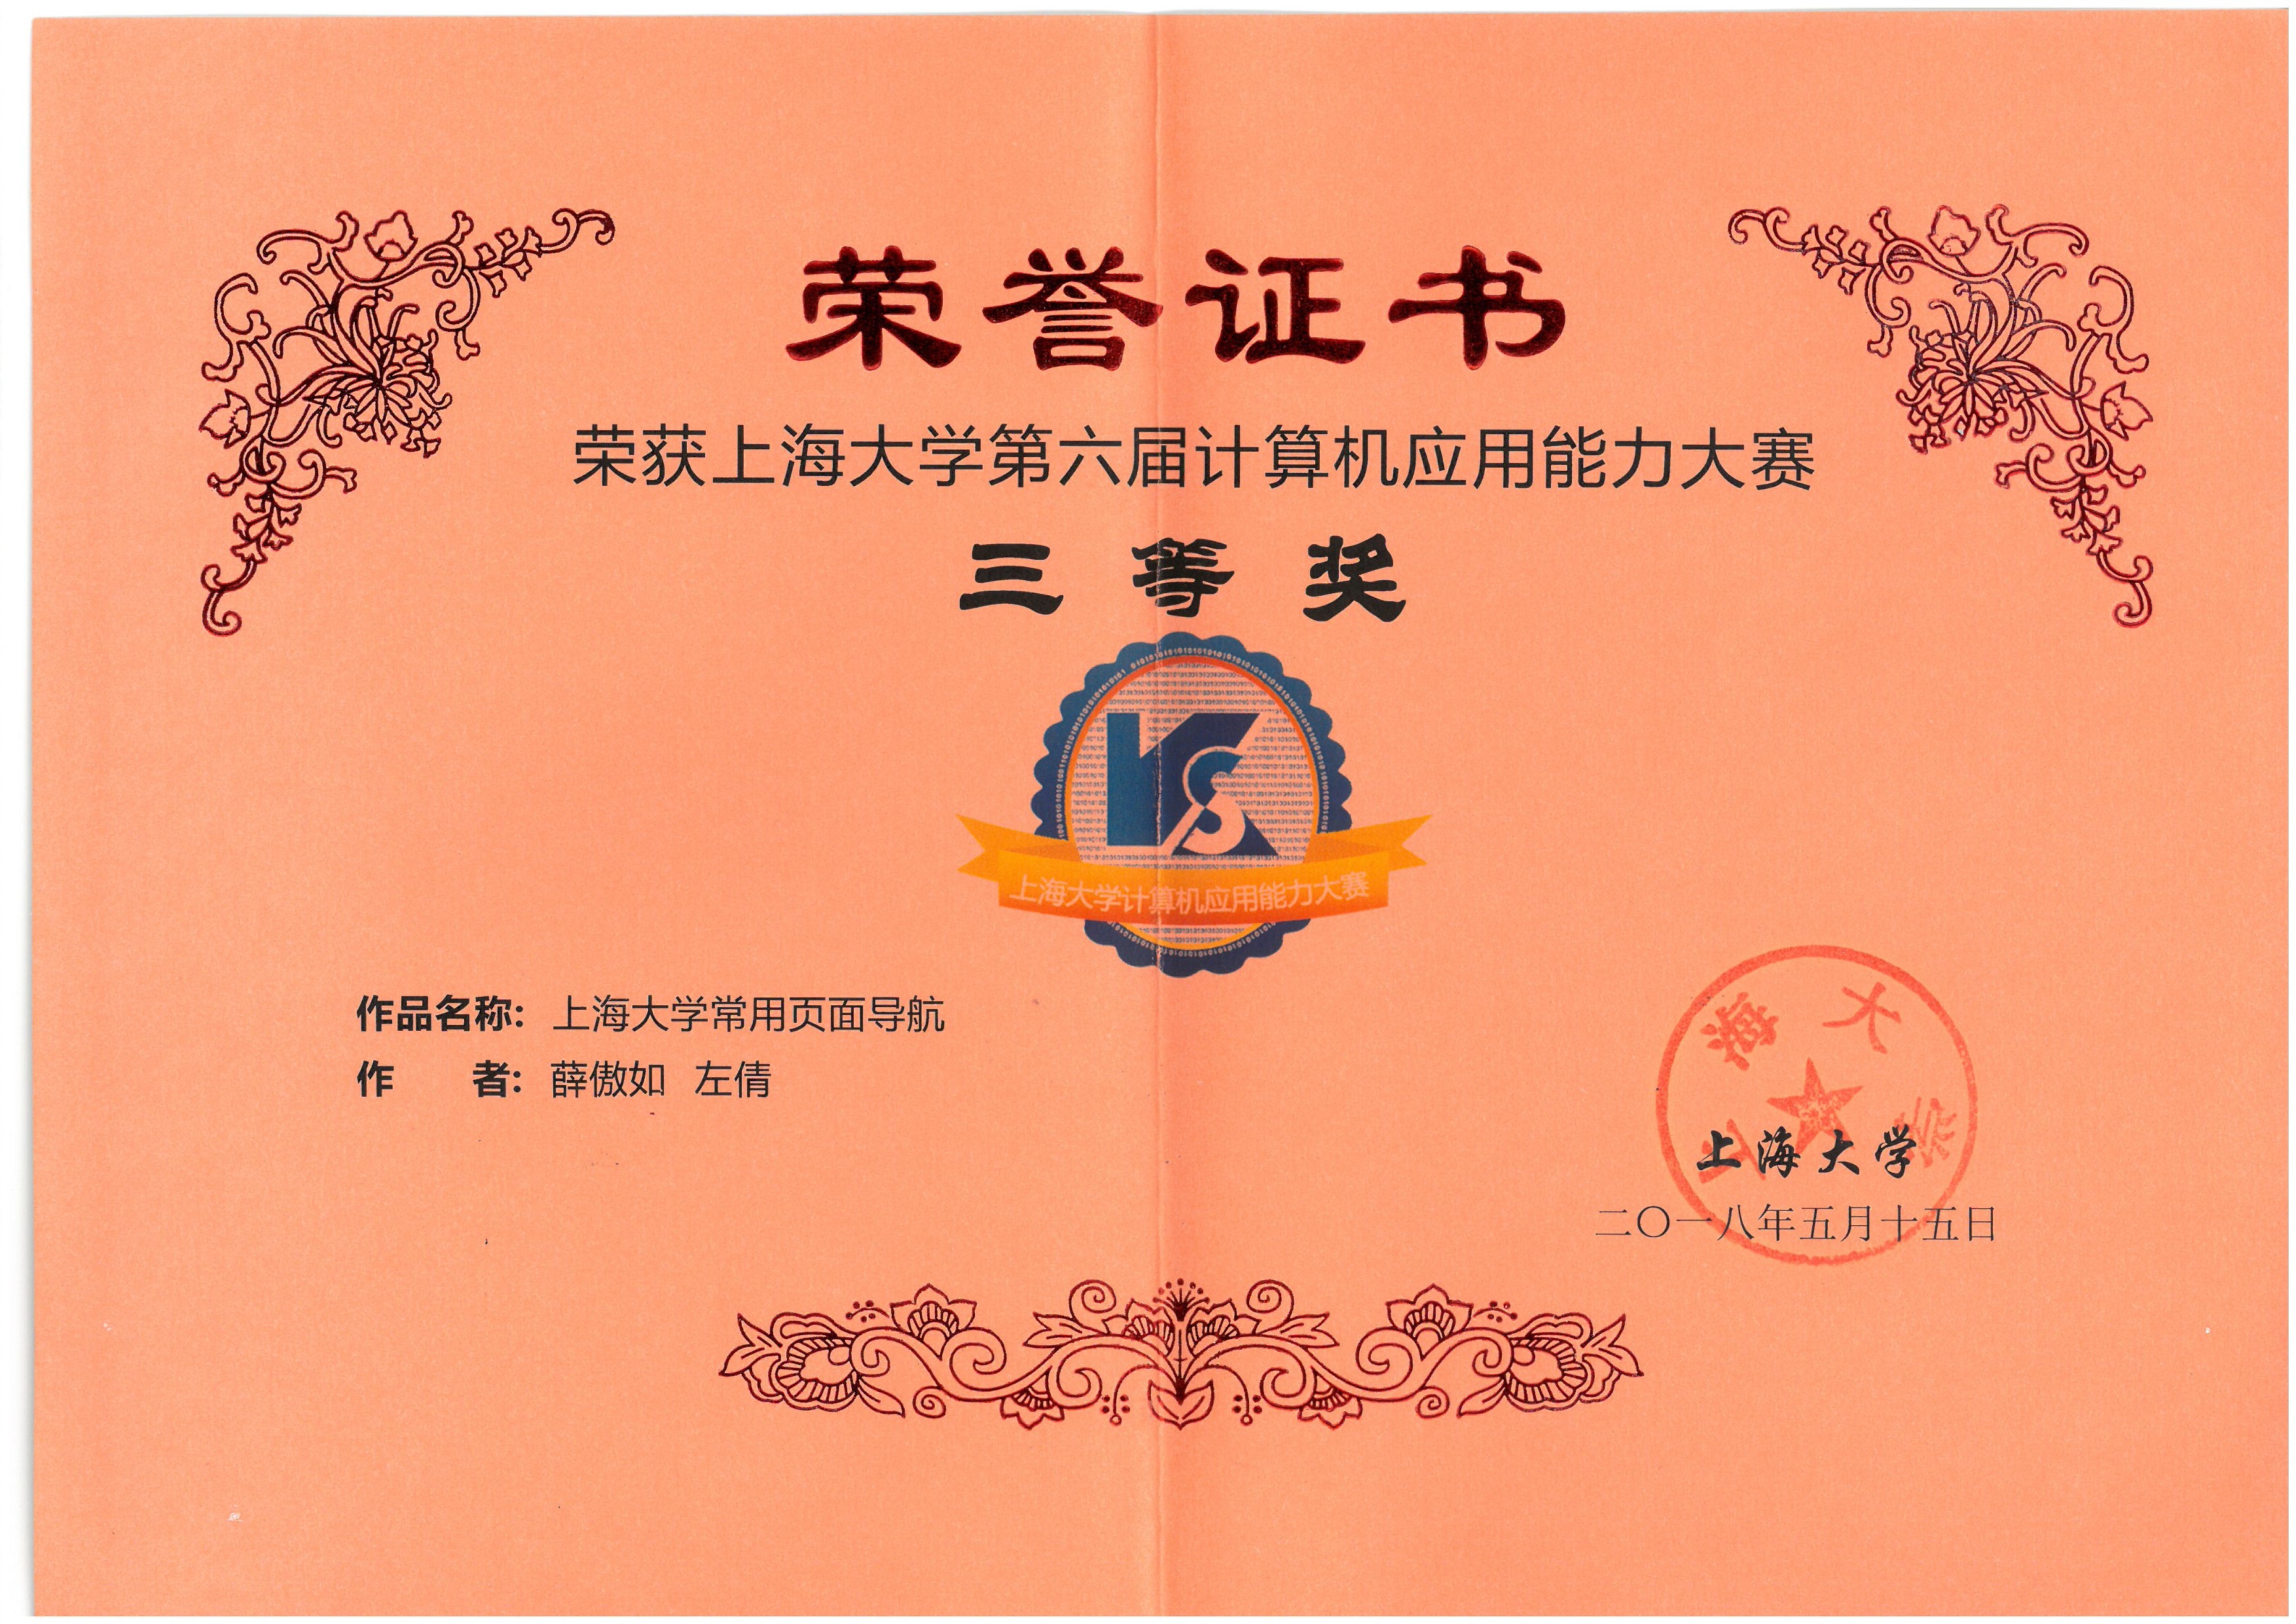 荣誉证书
荣获上海大学第六届计算机应用能力大赛
三等奖
上海大学计算机应用能力大赛
作品名称: 上海大学常用页面导航
作 者: 薛傲如 左倩
上海大学
上海大学
二〇一八年五月十五日